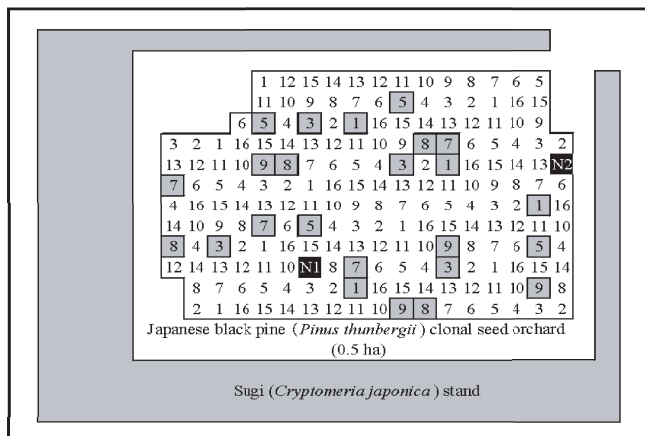 1 12 15 14 13 12 11 10 9 8 7 6 5
11 10 9 8 7 6 5 4 3 2 1 16 15
6 5 4 3 2 1 16 15 14 13 12 11 10 9
3 2 1 16 15 14 13 12 11 10 9 8 7 6 5 4 3 2
13 12 11 10 9 8 7 6 5 4 3 2 1 16 15 14 13 N2
7 6 5 4 3 2 1 16 15 14 13 12 11 10 9 8 7 6
4 16 15 14 13 12 11 10 9 8 7 6 5 4 3 2 1 16
14 10 9 8 7 6 5 4 3 2 1 16 15 14 13 12 11 10
8 4 3 2 1 16 15 14 13 12 11 10 9 8 7 6 5 4
12 14 13 12 11 10 N1 8 7 6 5 4 3 2 1 16 15 14
8 7 6 5 4 3 2 1 16 15 14 13 12 11 10 9 8
2 1 16 15 14 13 12 11 10 9 8 7 6 5 4 3 2
Japanese black pine (Pinus thunbergii) clonal seed orchard
(0.5 ha)
Sugi (Cryptomeria japonica) stand